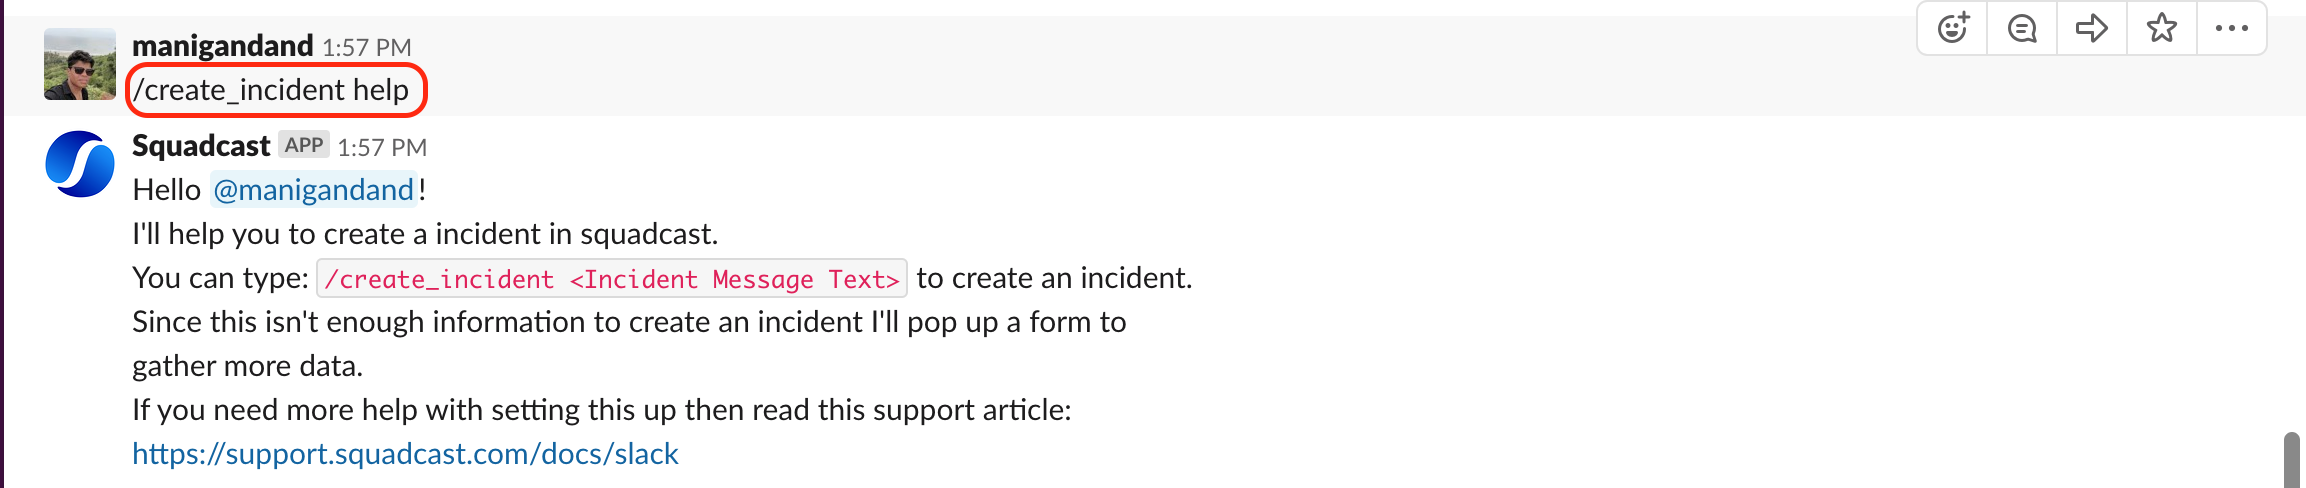 manigandand 1:57 PM
/create_incident help
Squadcast APP 1:57 PM
Hello @manigandand!
I'll help you to create a incident in squadcast.
You can type: /create_incident <Incident Message Text> to create an incident.
Since this isn't enough information to create an incident I'll pop up a form to
gather more data.
If you need more help with setting this up then read this support article:
https://support.squadcast.com/docs/slack